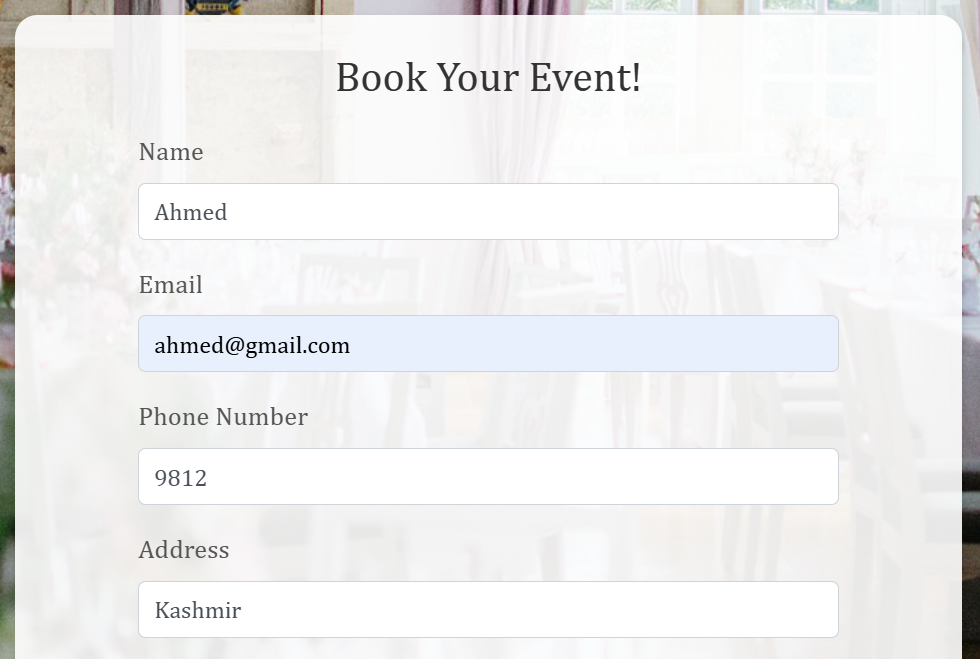 Book Your Event!
Name
Ahmed
Email
ahmed@gmail.com
Phone Number
9812
Address
Kashmir